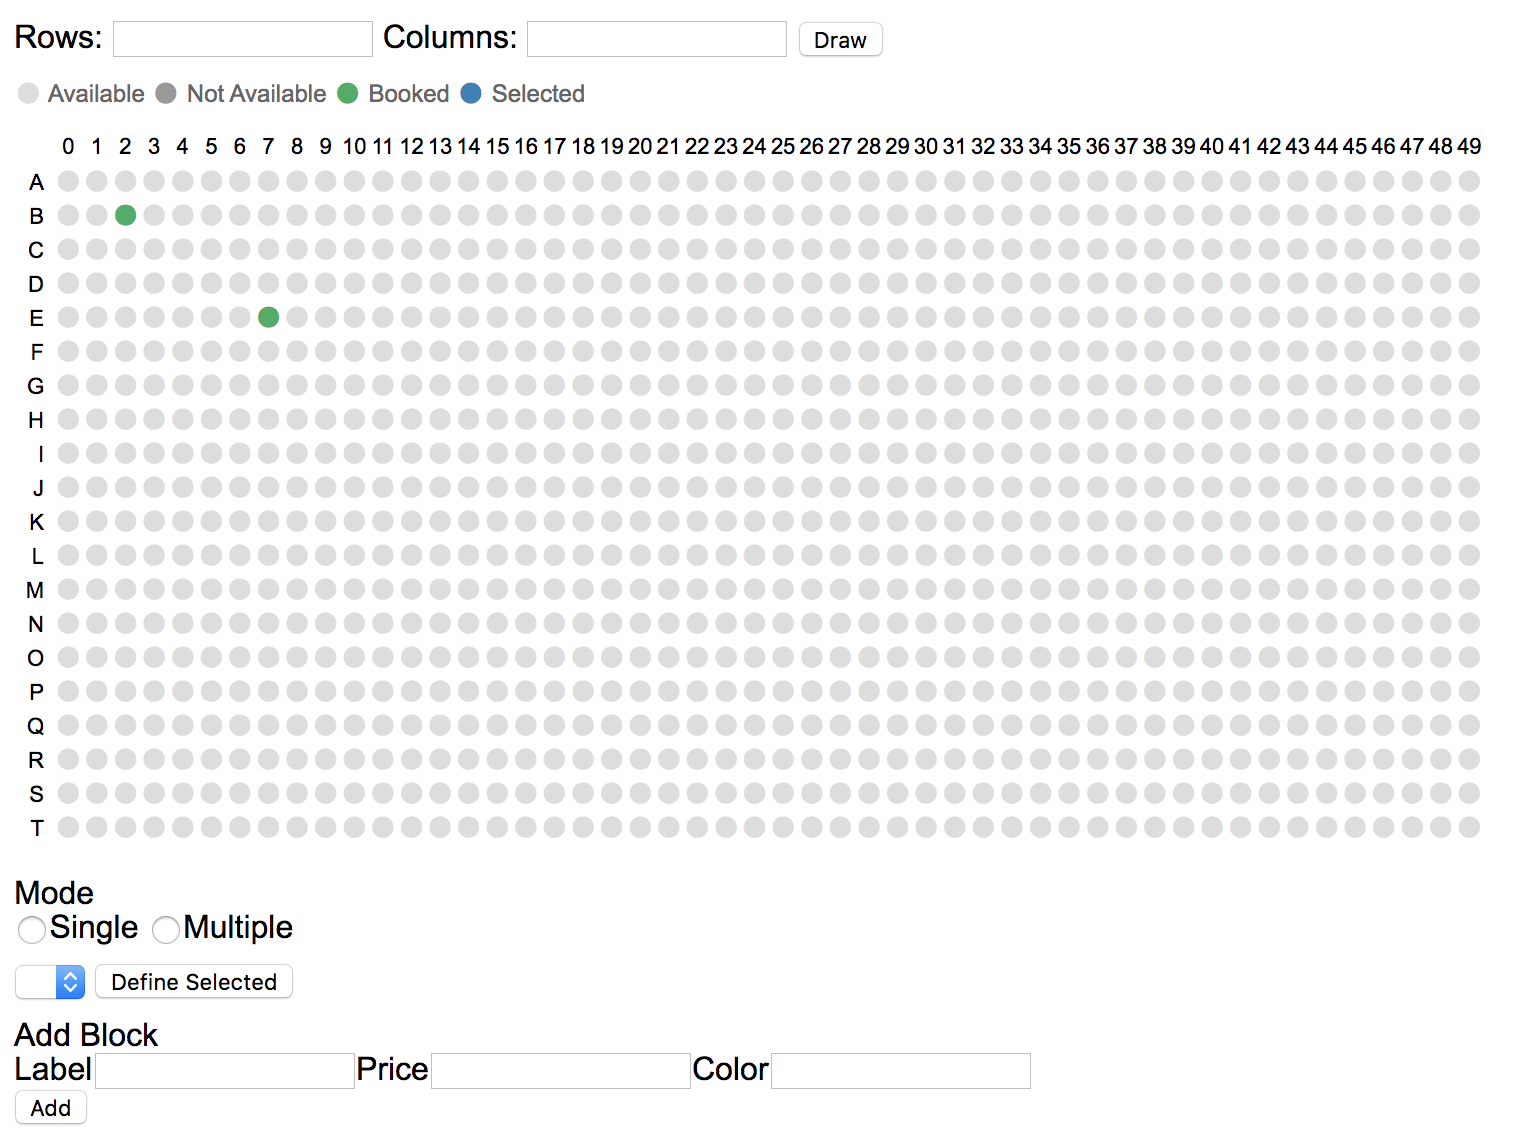 Rows: Columns: Draw
Available Not Available Booked Selected
0 1 2 3 4 5 6 7 8 9 10 11 12 13 14 15 16 17 18 19 20 21 22 23 24 25 26 27 28 29 30 31 32 33 34 35 36 37 38 39 40 41 42 43 44 45 46 47 48 49
A
B
C
D
E
F
G
H
I
J
K
L
M
N
O
P
Q
R
S
T
Mode
Single Multiple
Define Selected
Add Block
Label Price Color
Add